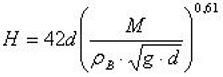 H = 42d ( M / ( ρ_B · √(g · d) ) )^0,61